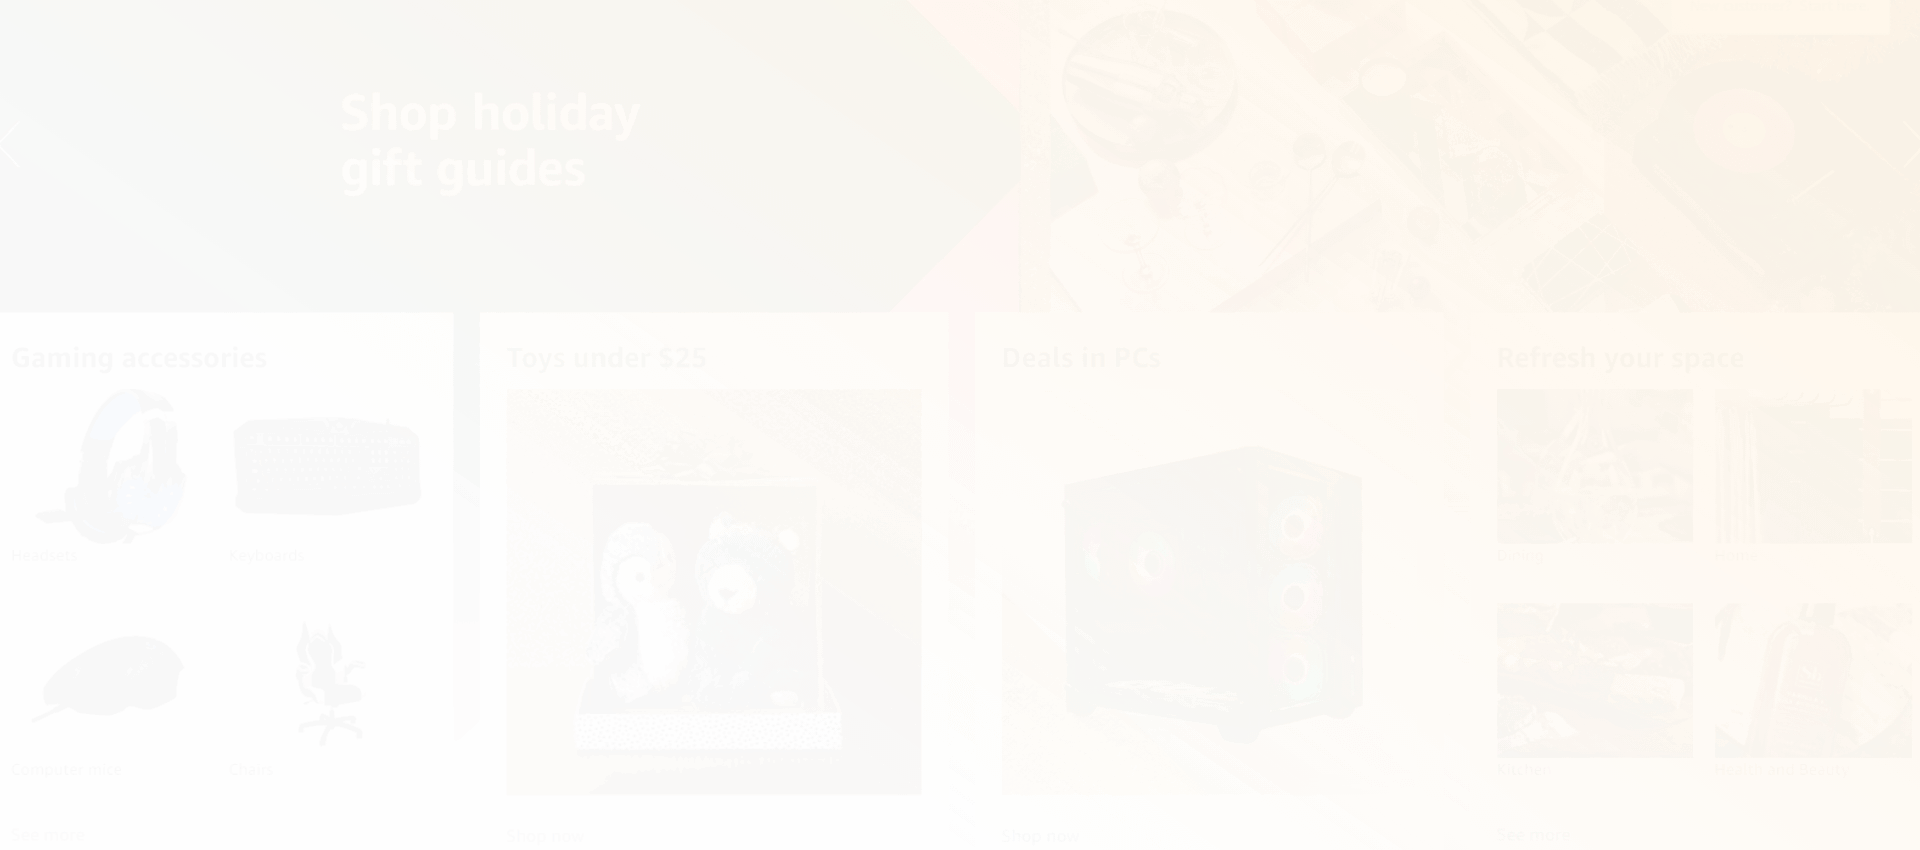 Shop holiday
gift guides
Gaming accessories
Toys under $25
Deals in PCs
Refresh your space
Headsets
Keyboards
Dining
Home
Computer mice
Chairs
Kitchen
Health and Beauty
See more
Shop now
Shop now
See more